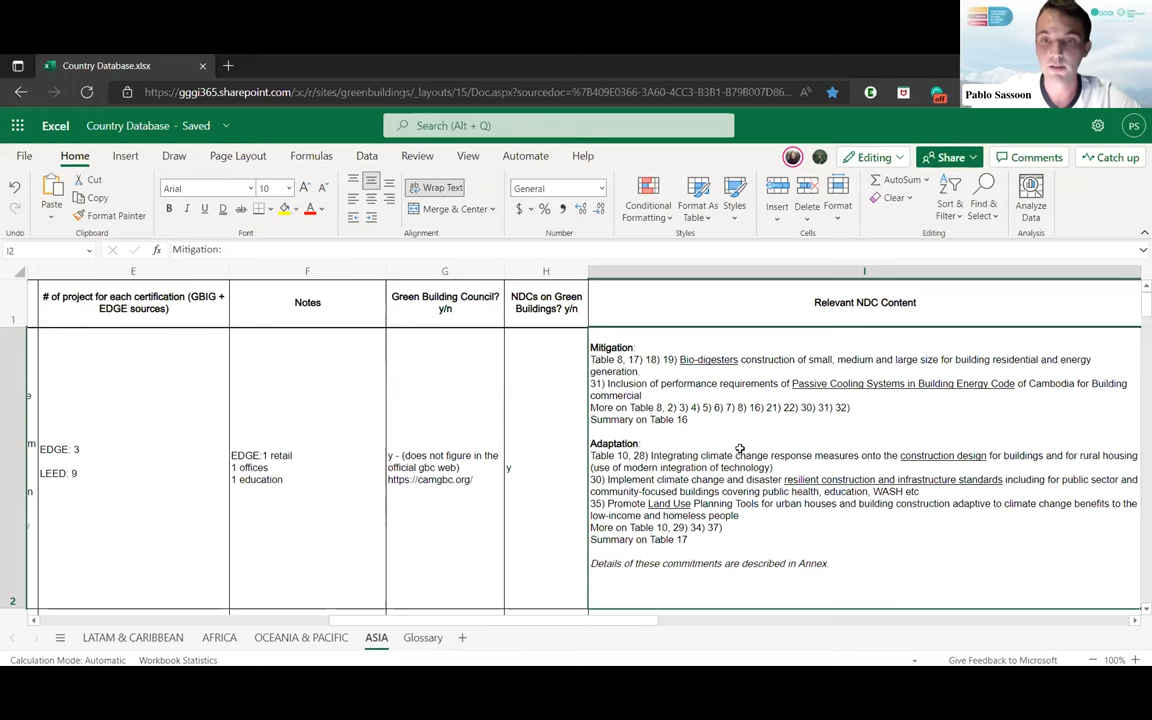 Country Database.xlsx
https://gggi365.sharepoint.com/:x:/r/sites/greenbuildings/_layouts/15/Doc.aspx?sourcedoc=%7B409E0366-3A60-4CC3-B3B1-B79B007D86...
off
GGGI
Pablo Sassoon
Excel
Country Database - Saved
Search (Alt + Q)
PS
File Home Insert Draw Page Layout Formulas Data Review View Automate Help
Editing Share Comments Catch up
Paste
Cut
Copy
Format Painter
Arial 10
B I U D ab A
Wrap Text
Merge & Center
General
$ % 9
Conditional Formatting
Format As Table
Styles
Insert Delete Format
AutoSum
Clear
Sort & Filter
Find & Select
Analyze Data
Undo Clipboard Font Alignment Number Styles Cells Editing Analysis
I2 fx Mitigation:
E F G H I
1
# of project for each certification (GBIG +
EDGE sources)
Notes
Green Building Council?
y/n
NDCs on Green
Buildings? y/n
Relevant NDC Content
2
e
m
n
/
EDGE: 3
LEED: 9
EDGE:1 retail
1 offices
1 education
y - (does not figure in the
official gbc web)
https://camgbc.org/
y
Mitigation:
Table 8, 17) 18) 19) Bio-digesters construction of small, medium and large size for building residential and energy
generation.
31) Inclusion of performance requirements of Passive Cooling Systems in Building Energy Code of Cambodia for Building
commercial
More on Table 8, 2) 3) 4) 5) 6) 7) 8) 16) 21) 22) 30) 31) 32)
Summary on Table 16
Adaptation:
Table 10, 28) Integrating climate change response measures onto the construction design for buildings and for rural housing
(use of modern integration of technology)
30) Implement climate change and disaster resilient construction and infrastructure standards including for public sector and
community-focused buildings covering public health, education, WASH etc
35) Promote Land Use Planning Tools for urban houses and building construction adaptive to climate change benefits to the
low-income and homeless people
More on Table 10, 29) 34) 37)
Summary on Table 17
Details of these commitments are described in Annex.
LATAM & CARIBBEAN AFRICA OCEANIA & PACIFIC ASIA Glossary
Calculation Mode: Automatic Workbook Statistics
Give Feedback to Microsoft 100%